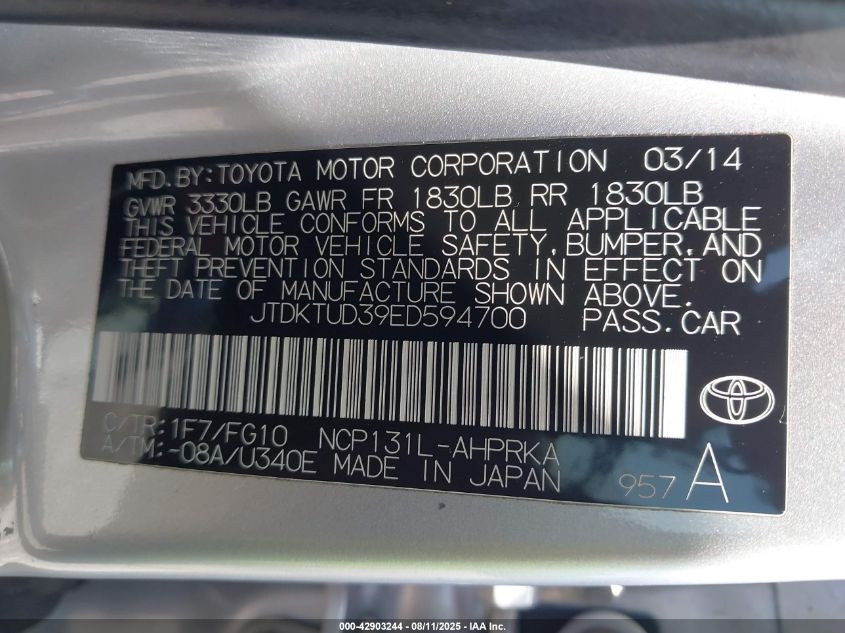 MFD. BY: TOYOTA MOTOR CORPORATION 03/14
GVWR 3330LB GAWR FR 1830LB RR 1830LB
THIS VEHICLE CONFORMS TO ALL APPLICABLE
FEDERAL MOTOR VEHICLE SAFETY, BUMPER, AND
THEFT PREVENTION STANDARDS IN EFFECT ON
THE DATE OF MANUFACTURE SHOWN ABOVE.
JTDKTUD39ED594700 PASS. CAR
C/TR: 1F7/FG10 NCP131L-AHPRKA
A/TM: -08A/U340E MADE IN JAPAN
957 A
000-42903244 - 08/11/2025 - IAA Inc.